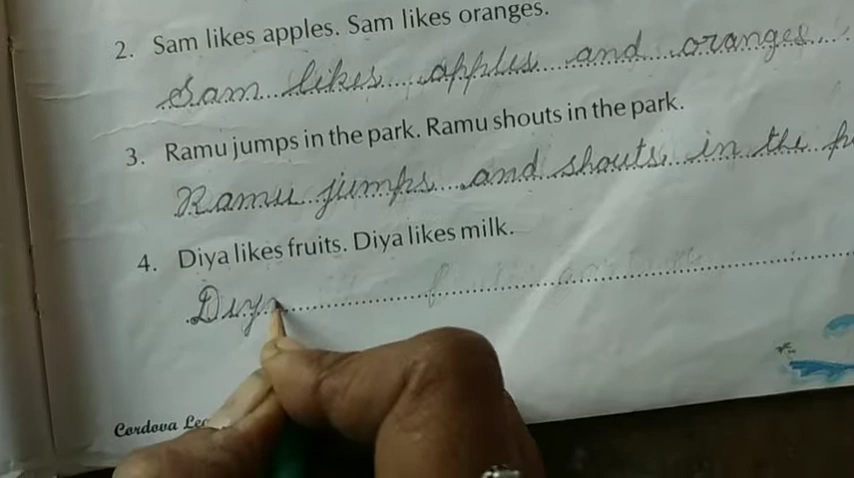 2. Sam likes apples. Sam likes oranges.
Sam likes apples and oranges
3. Ramu jumps in the park. Ramu shouts in the park.
Ramu jumps and shouts in the
4. Diya likes fruits. Diya likes milk.
Diya
Cordova